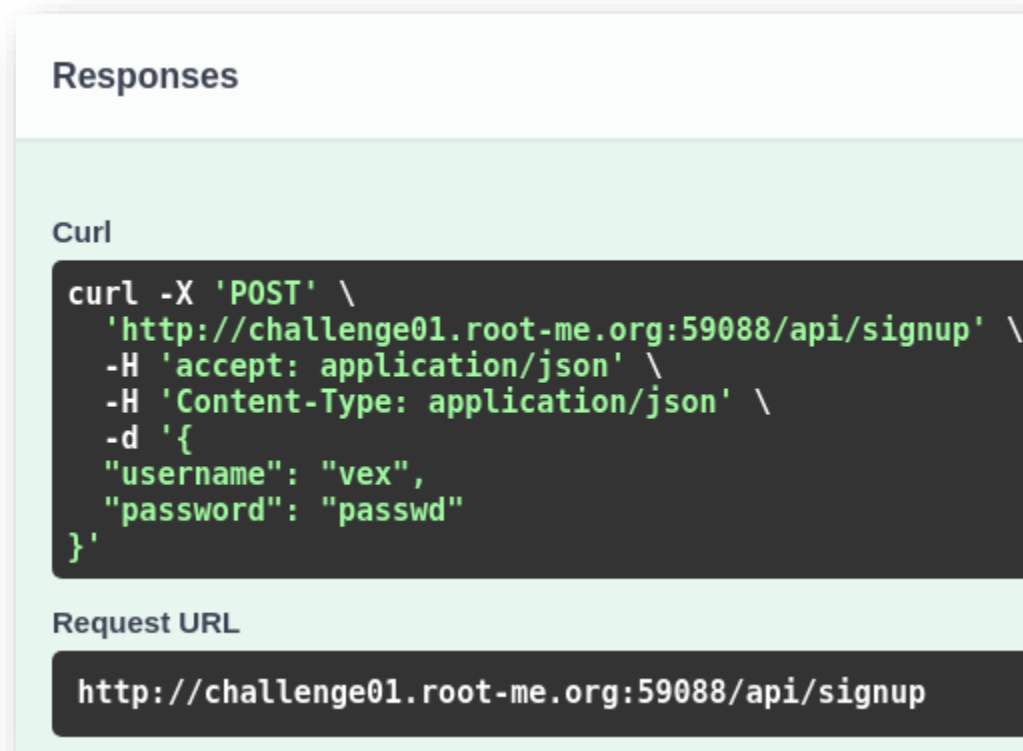 Responses
Curl
curl -X 'POST' \
  'http://challenge01.root-me.org:59088/api/signup' \
  -H 'accept: application/json' \
  -H 'Content-Type: application/json' \
  -d '{
  "username": "vex",
  "password": "passwd"
}'
Request URL
http://challenge01.root-me.org:59088/api/signup